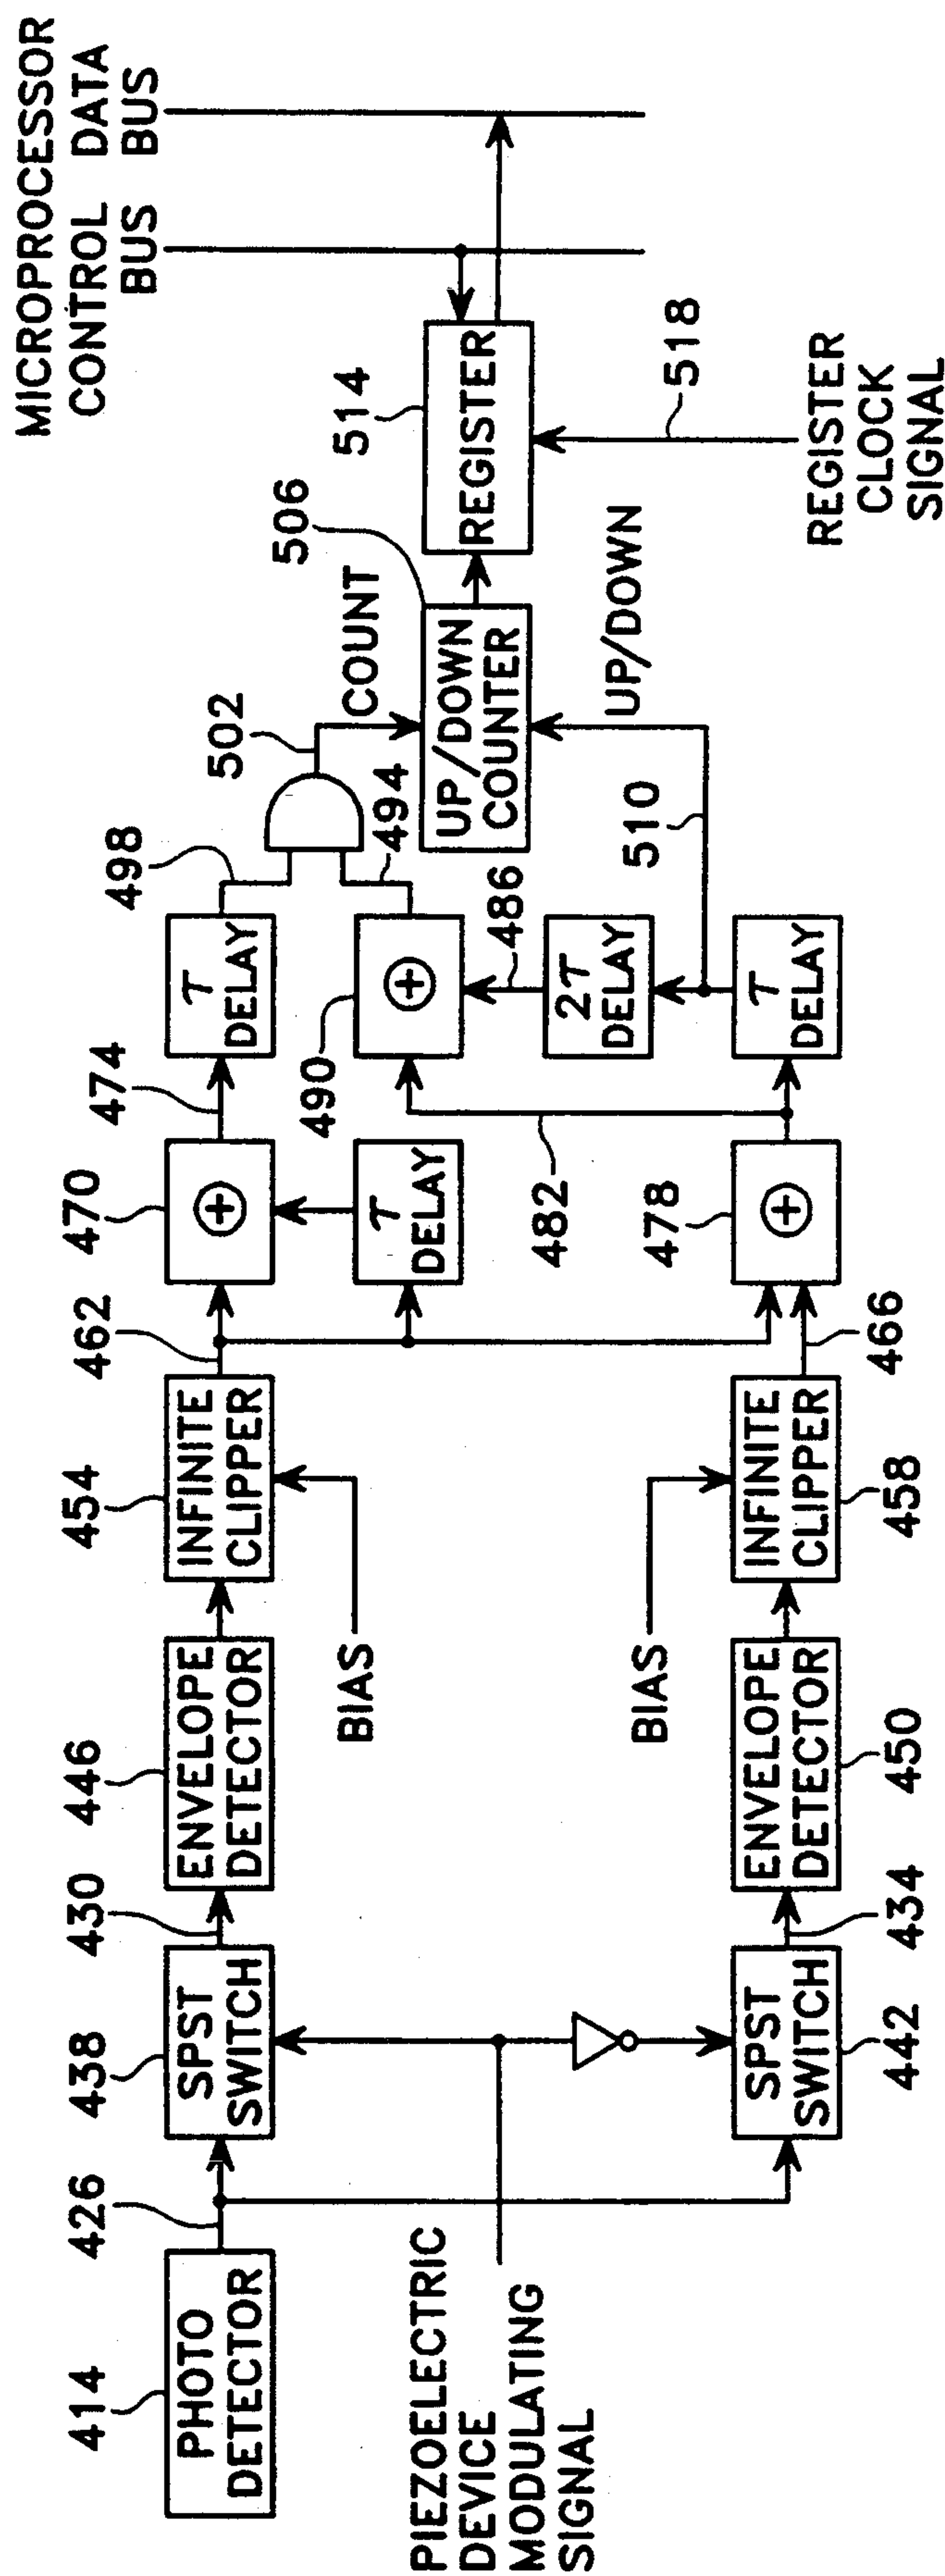 MICROPROCESSOR
CONTROL DATA
BUS BUS
414
PHOTO
DETECTOR
426
438
SPST
SWITCH
430
446
ENVELOPE
DETECTOR
454
INFINITE
CLIPPER
462
470
+
474
τ
DELAY
498
502
COUNT
506
UP/DOWN
COUNTER
514
REGISTER
518
REGISTER
CLOCK
SIGNAL
BIAS
τ
DELAY
490
+
494
486
2τ
DELAY
510
UP/DOWN
PIEZOELECTRIC
DEVICE
MODULATING
SIGNAL
BIAS
482
SPST
SWITCH
442
434
ENVELOPE
DETECTOR
450
INFINITE
CLIPPER
458
466
478
+
τ
DELAY